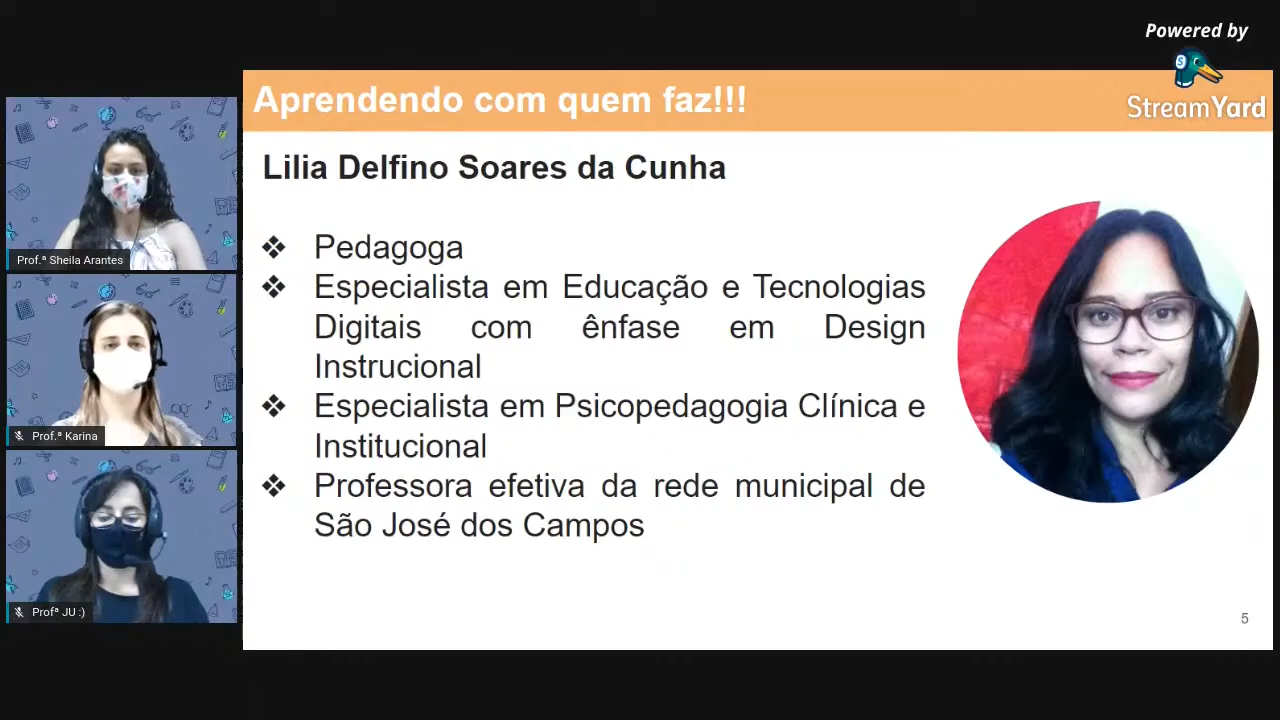 Powered by
StreamYard
Aprendendo com quem faz!!!
Lilia Delfino Soares da Cunha
❖ Pedagoga
❖ Especialista em Educação e Tecnologias
Digitais com ênfase em Design
Instrucional
❖ Especialista em Psicopedagogia Clínica e
Institucional
❖ Professora efetiva da rede municipal de
São José dos Campos
5
Prof.ª Sheila Arantes
Prof.ª Karina
Profª JU :)